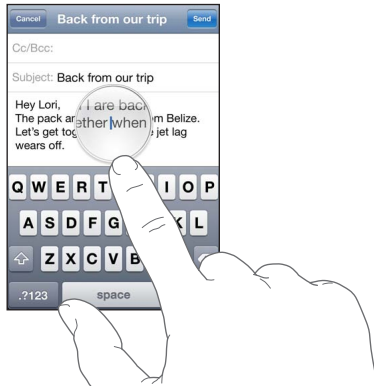 Cancel Back from our trip Send
Cc/Bcc:
Subject: Back from our trip
Hey Lori, I are back
The pack an m Belize.
Let's get tog ether when e jet lag
wears off.
Q W E R T I O P
A S D F G K L
Z X C V B
.?123 space